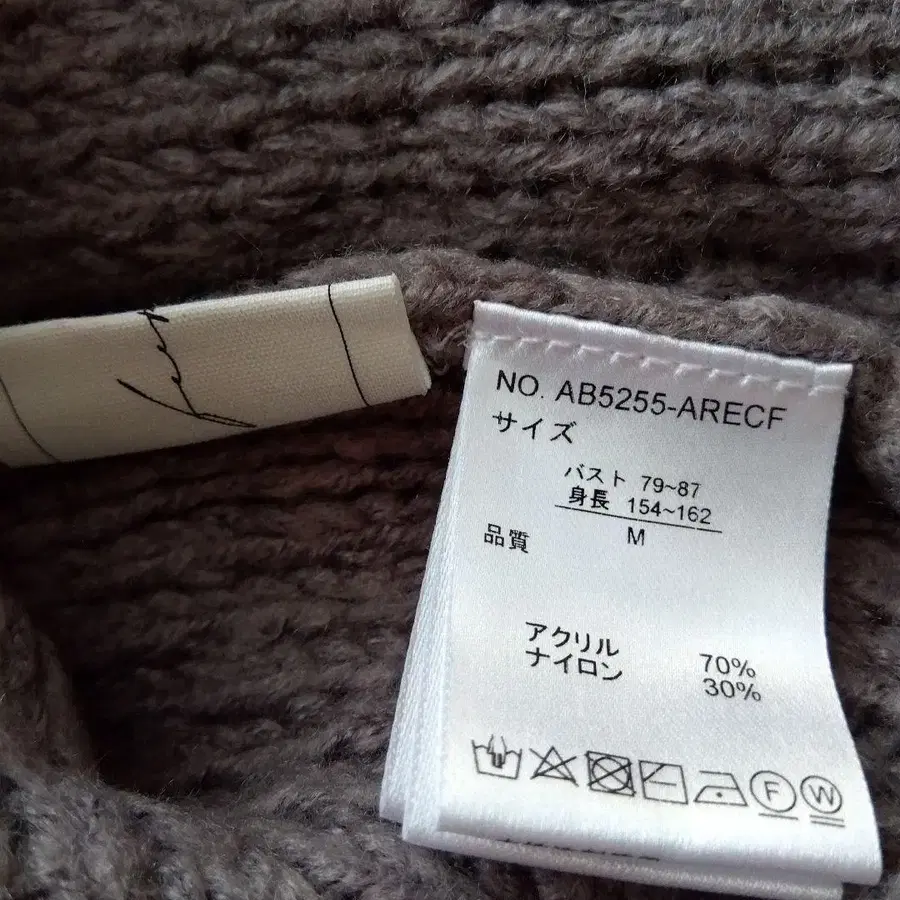 NO. AB5255-ARECF
サイズ
バスト 79~87
身長 154~162
M
品質
アクリル 70%
ナイロン 30%
F
W